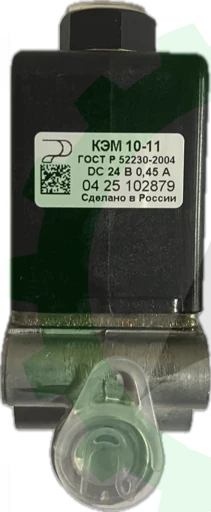 КЭМ 10-11
ГОСТ Р 52230-2004
DC 24 В 0,45 А
04 25 102879
Сделано в России